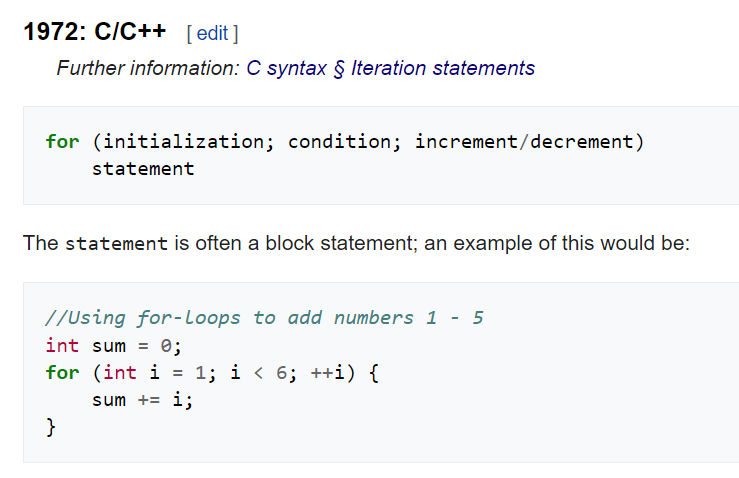 1972: C/C++ [ edit ]
Further information: C syntax § Iteration statements
for (initialization; condition; increment/decrement)
    statement
The statement is often a block statement; an example of this would be:
//Using for-loops to add numbers 1 - 5
int sum = 0;
for (int i = 1; i < 6; ++i) {
    sum += i;
}